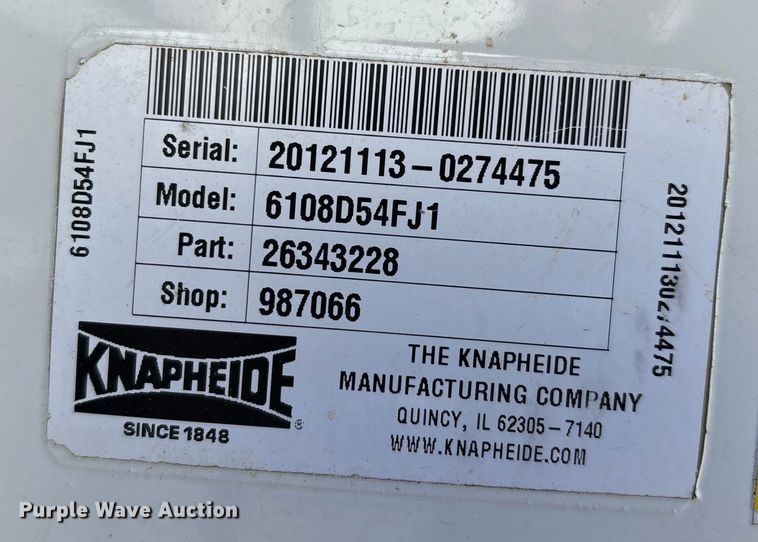 6108D54FJ1
Serial: 20121113-0274475
Model: 6108D54FJ1
Part: 26343228
Shop: 987066
201211130274475
KNAPHEIDE ®
SINCE 1848
THE KNAPHEIDE
MANUFACTURING COMPANY
QUINCY, IL 62305-7140
WWW.KNAPHEIDE.COM
Purple Wave Auction